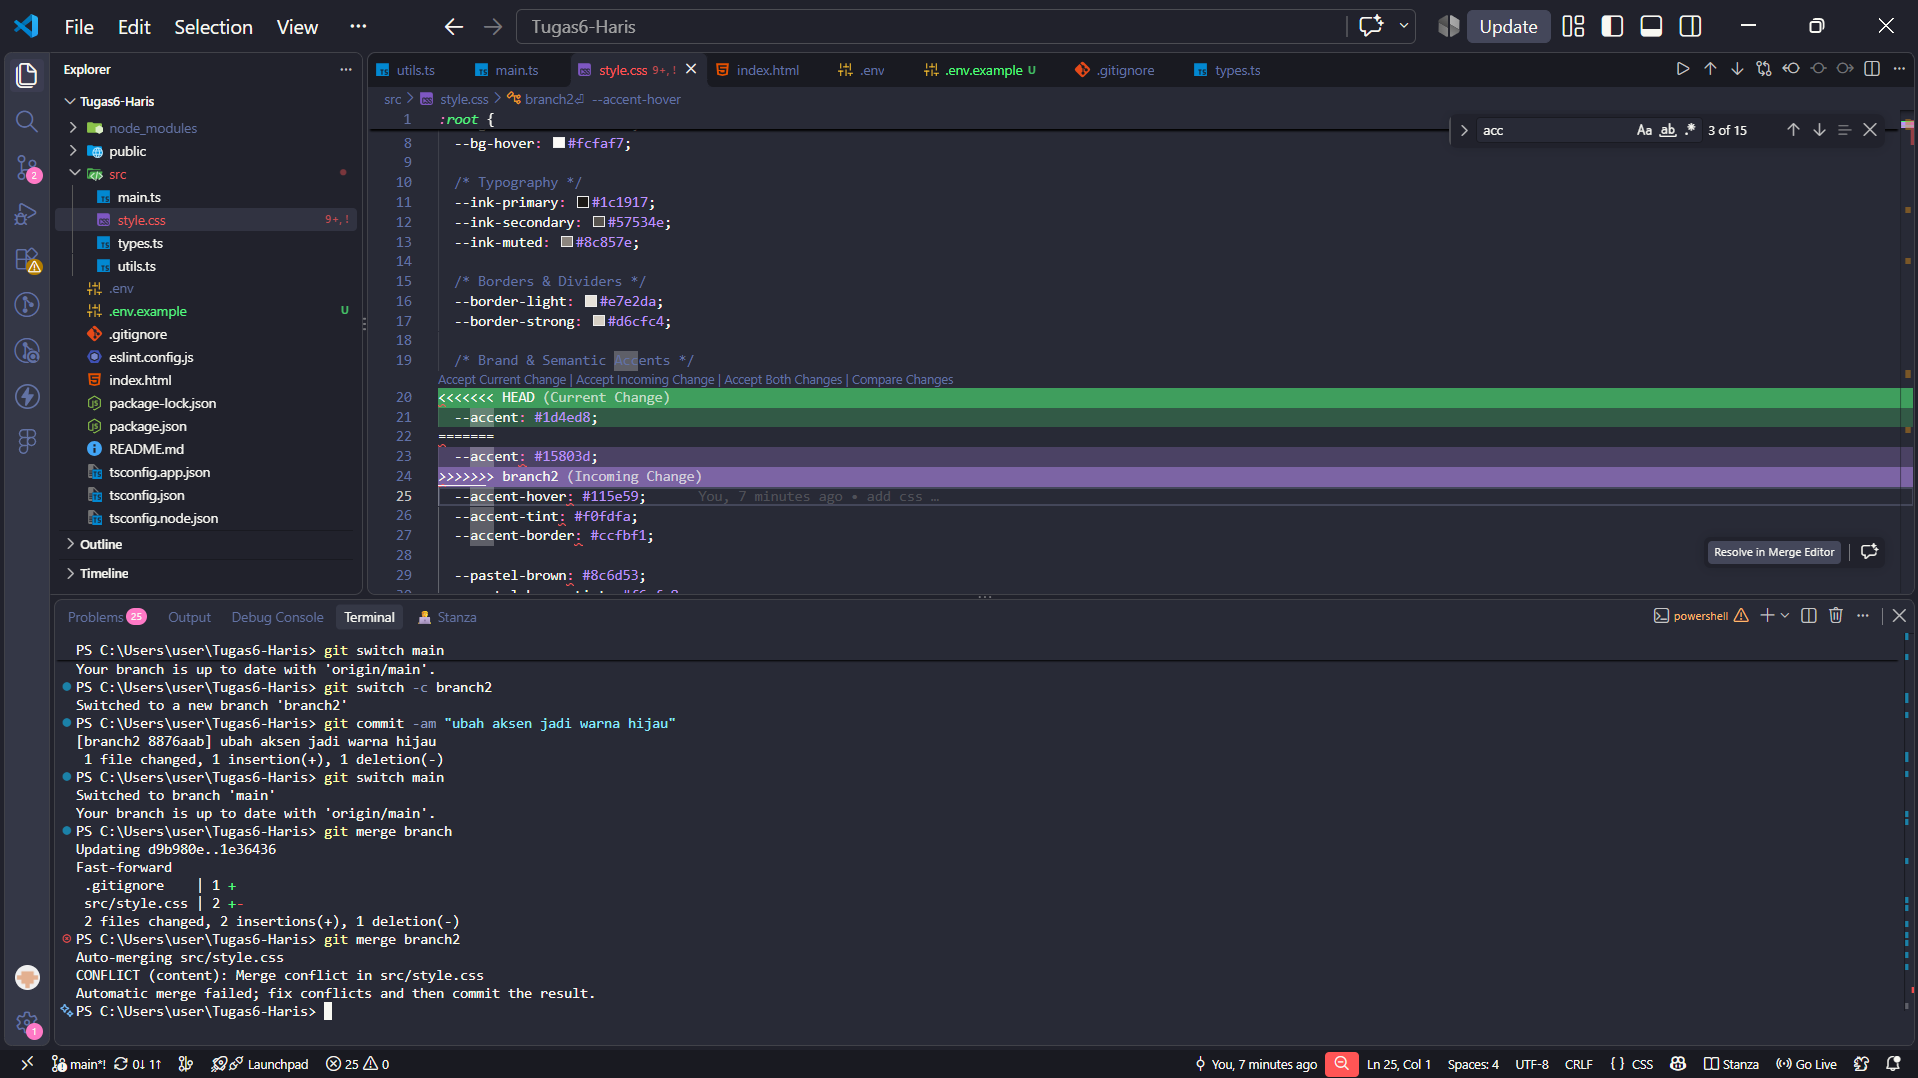 File Edit Selection View ··· Tugas6-Haris Update
Explorer ···
Tugas6-Haris
node_modules
public
src
main.ts
style.css 9+, !
types.ts
utils.ts
.env
.env.example U
.gitignore
eslint.config.js
index.html
package-lock.json
package.json
README.md
tsconfig.app.json
tsconfig.json
tsconfig.node.json
Outline
Timeline
2
1
utils.ts main.ts style.css 9+, ! index.html .env .env.example U .gitignore types.ts
src > style.css > branch2 --accent-hover
acc Aa ab .* 3 of 15
1 :root {
8 --bg-hover: #fcfaf7;
9
10 /* Typography */
11 --ink-primary: #1c1917;
12 --ink-secondary: #57534e;
13 --ink-muted: #8c857e;
14
15 /* Borders & Dividers */
16 --border-light: #e7e2da;
17 --border-strong: #d6cfc4;
18
19 /* Brand & Semantic Accents */
Accept Current Change | Accept Incoming Change | Accept Both Changes | Compare Changes
20 <<<<<<< HEAD (Current Change)
21 --accent: #1d4ed8;
22 =======
23 --accent: #15803d;
24 >>>>>>> branch2 (Incoming Change)
25 --accent-hover: #115e59; You, 7 minutes ago • add css …
26 --accent-tint: #f0fdfa;
27 --accent-border: #ccfbf1;
28
29 --pastel-brown: #8c6d53;
Resolve in Merge Editor
Problems 25 Output Debug Console Terminal Stanza powershell
PS C:\Users\user\Tugas6-Haris> git switch main
Your branch is up to date with 'origin/main'.
PS C:\Users\user\Tugas6-Haris> git switch -c branch2
Switched to a new branch 'branch2'
PS C:\Users\user\Tugas6-Haris> git commit -am "ubah aksen jadi warna hijau"
[branch2 8876aab] ubah aksen jadi warna hijau
1 file changed, 1 insertion(+), 1 deletion(-)
PS C:\Users\user\Tugas6-Haris> git switch main
Switched to branch 'main'
Your branch is up to date with 'origin/main'.
PS C:\Users\user\Tugas6-Haris> git merge branch
Updating d9b980e..1e36436
Fast-forward
.gitignore | 1 +
src/style.css | 2 +-
2 files changed, 2 insertions(+), 1 deletion(-)
PS C:\Users\user\Tugas6-Haris> git merge branch2
Auto-merging src/style.css
CONFLICT (content): Merge conflict in src/style.css
Automatic merge failed; fix conflicts and then commit the result.
PS C:\Users\user\Tugas6-Haris>
main*! 0↓ 1↑ Launchpad 25 0 You, 7 minutes ago Ln 25, Col 1 Spaces: 4 UTF-8 CRLF { } CSS Stanza Go Live